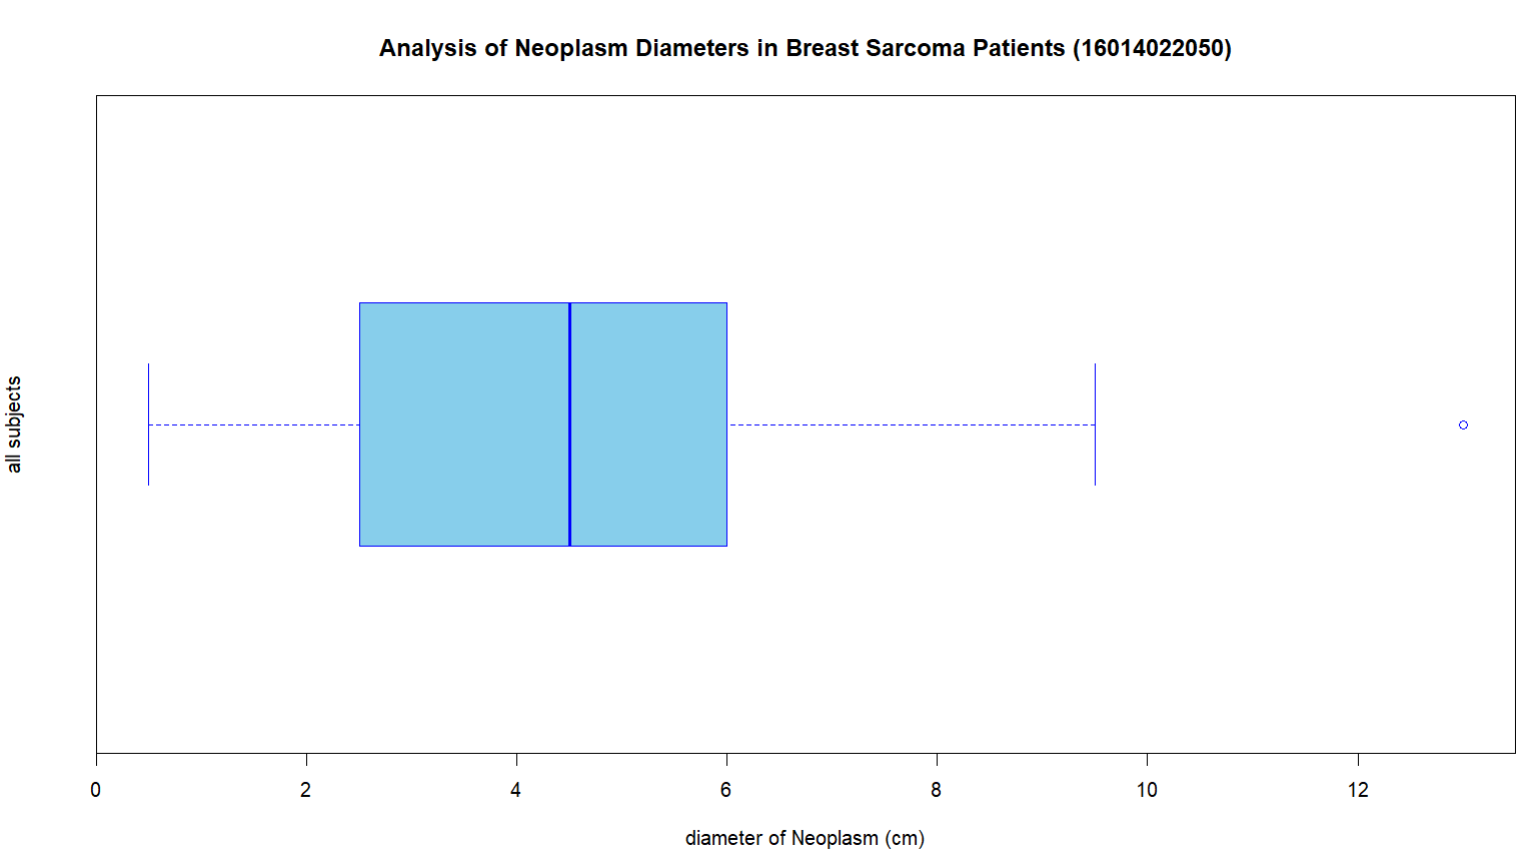 Analysis of Neoplasm Diameters in Breast Sarcoma Patients (16014022050)
all subjects
0 2 4 6 8 10 12
diameter of Neoplasm (cm)